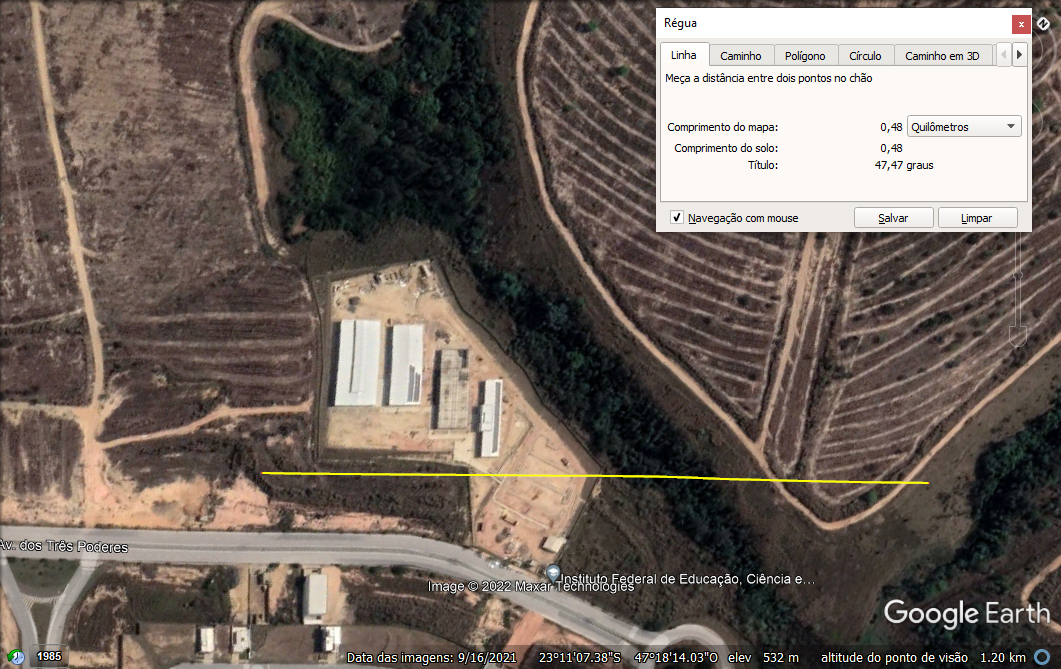 Régua
Linha
Caminho
Polígono
Círculo
Caminho em 3D
Meça a distância entre dois pontos no chão
Comprimento do mapa: 0,48 Quilômetros
Comprimento do solo: 0,48
Título: 47,47 graus
Navegação com mouse
Salvar
Limpar
Av. dos Três Poderes
Instituto Federal de Educação, Ciência e...
Image © 2022 Maxar Technologies
Google Earth
1985
Data das imagens: 9/16/2021 23°11'07.38"S 47°18'14.03"O elev 532 m altitude do ponto de visão 1.20 km